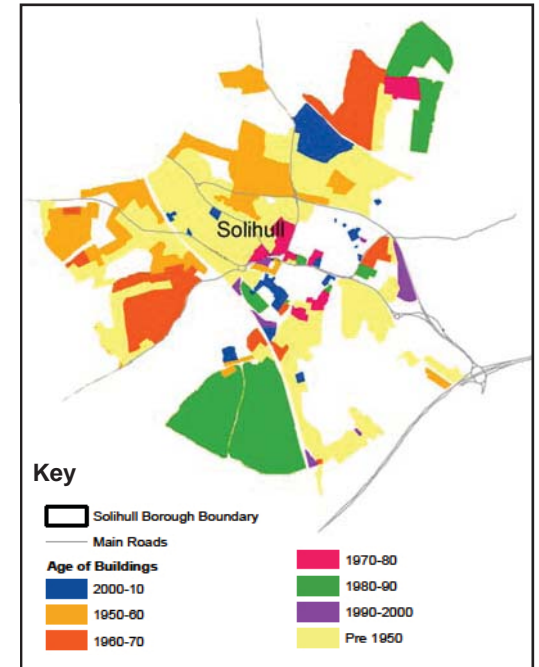 Solihull
Key
Solihull Borough Boundary
Main Roads
Age of Buildings
2000-10
1950-60
1960-70
1970-80
1980-90
1990-2000
Pre 1950